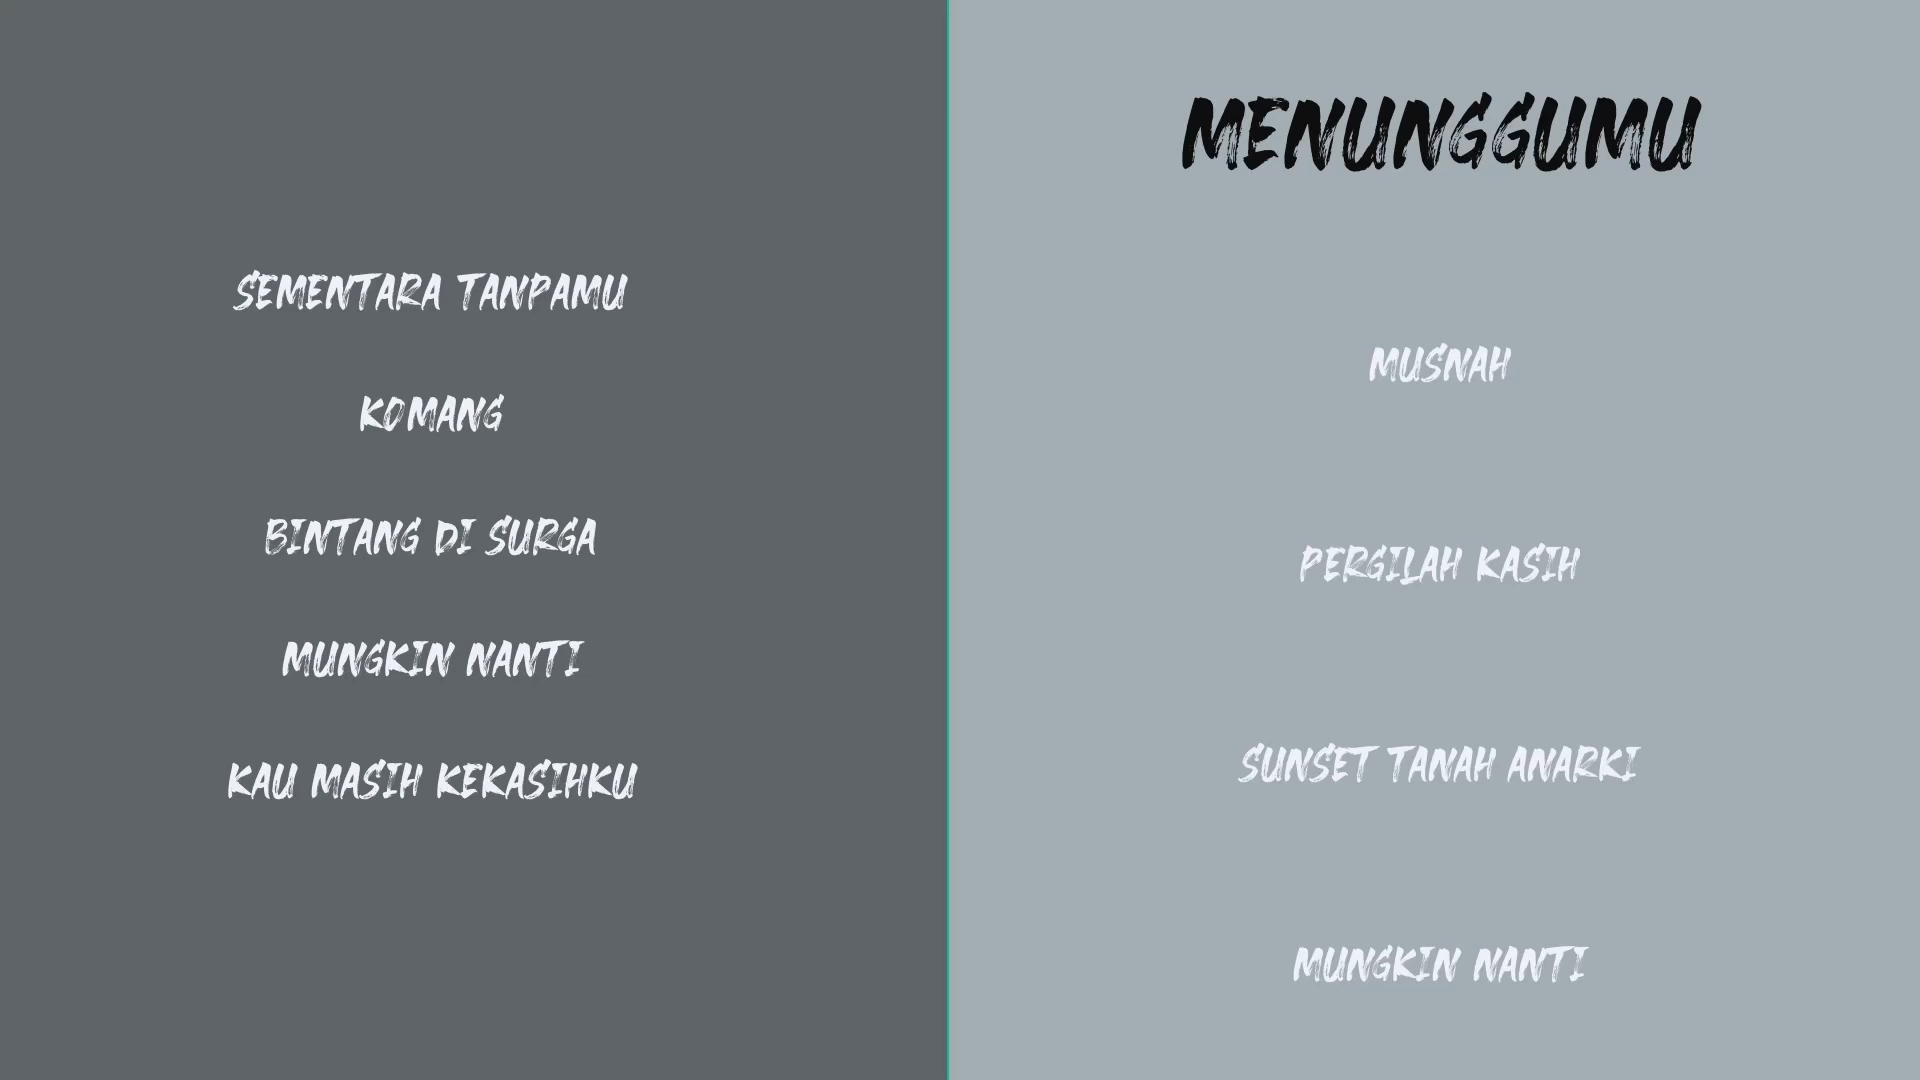 SEMENTARA TANPAMU
KOMANG
BINTANG DI SURGA
MUNGKIN NANTI
KAU MASIH KEKASIHKU
MENUNGGUMU
MUSNAH
PERGILAH KASIH
SUNSET TANAH ANARKI
MUNGKIN NANTI